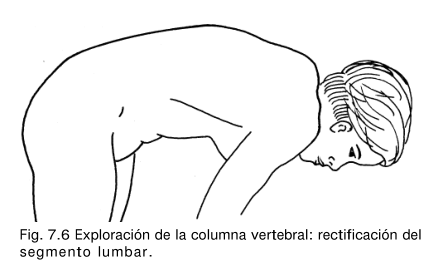 Fig. 7.6 Exploración de la columna vertebral: rectificación del
segmento lumbar.